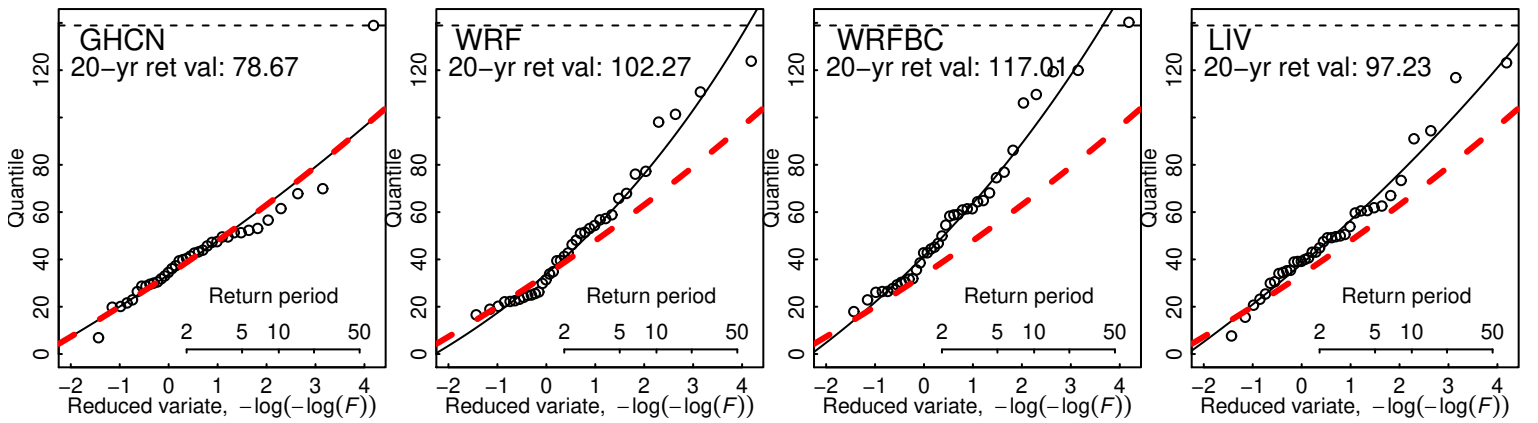 GHCN
20−yr ret val: 78.67
Quantile
0 20 40 60 80 120
Return period
2 5 10 50
−2 −1 0 1 2 3 4
Reduced variate, −log(−log(F))
WRF
20−yr ret val: 102.27
Quantile
0 20 40 60 80 120
Return period
2 5 10 50
−2 −1 0 1 2 3 4
Reduced variate, −log(−log(F))
WRFBC
20−yr ret val: 117.01
Quantile
0 20 40 60 80 120
Return period
2 5 10 50
−2 −1 0 1 2 3 4
Reduced variate, −log(−log(F))
LIV
20−yr ret val: 97.23
Quantile
0 20 40 60 80 120
Return period
2 5 10 50
−2 −1 0 1 2 3 4
Reduced variate, −log(−log(F))